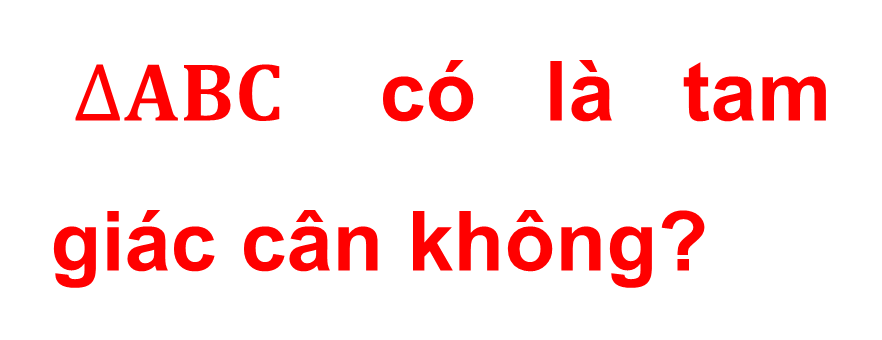 ΔABC có là tam
giác cân không?